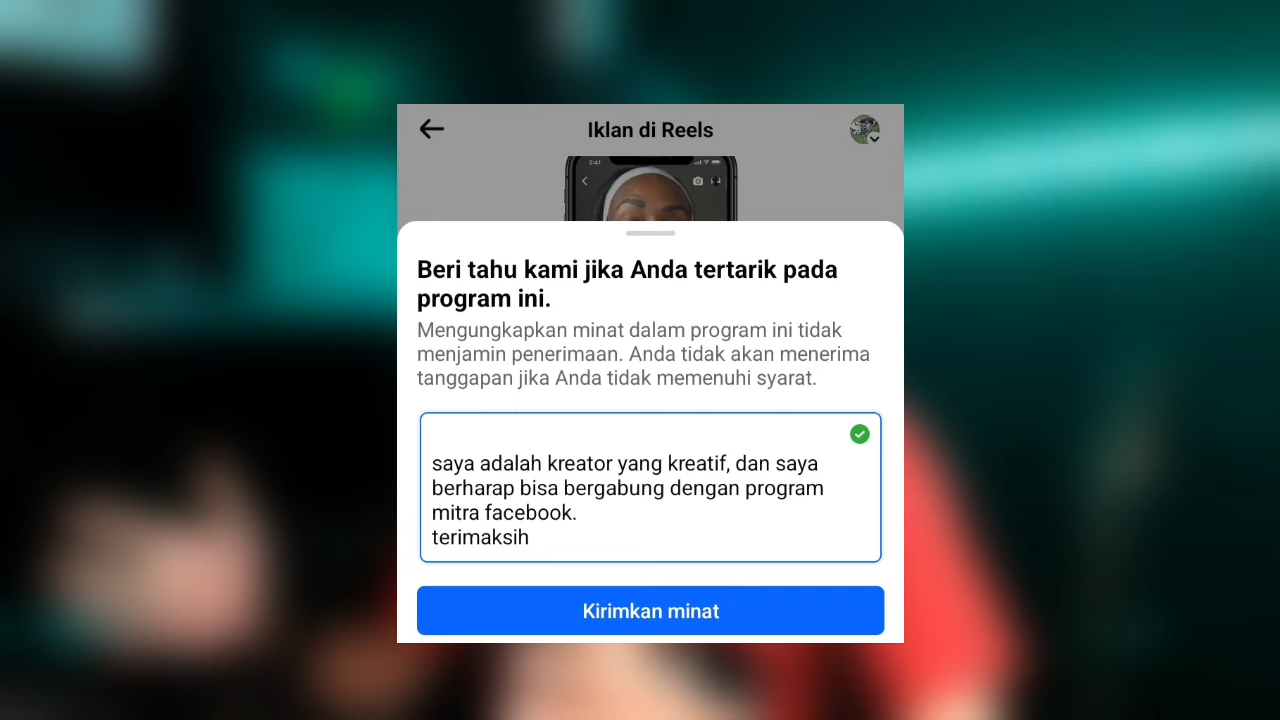 Iklan di Reels
Beri tahu kami jika Anda tertarik pada
program ini.
Mengungkapkan minat dalam program ini tidak
menjamin penerimaan. Anda tidak akan menerima
tanggapan jika Anda tidak memenuhi syarat.
saya adalah kreator yang kreatif, dan saya
berharap bisa bergabung dengan program
mitra facebook.
terimaksih
Kirimkan minat